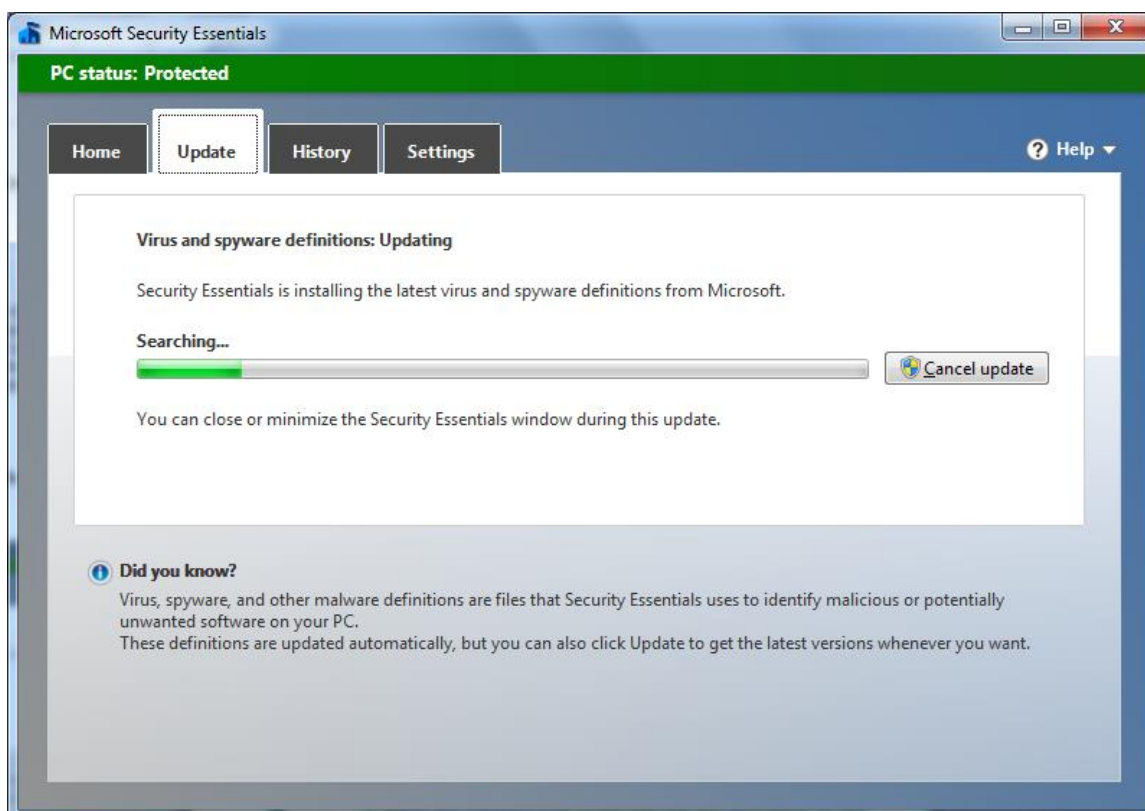 Microsoft Security Essentials
PC status: Protected
Home
Update
History
Settings
Help
Virus and spyware definitions: Updating
Security Essentials is installing the latest virus and spyware definitions from Microsoft.
Searching...
Cancel update
You can close or minimize the Security Essentials window during this update.
Did you know?
Virus, spyware, and other malware definitions are files that Security Essentials uses to identify malicious or potentially
unwanted software on your PC.
These definitions are updated automatically, but you can also click Update to get the latest versions whenever you want.